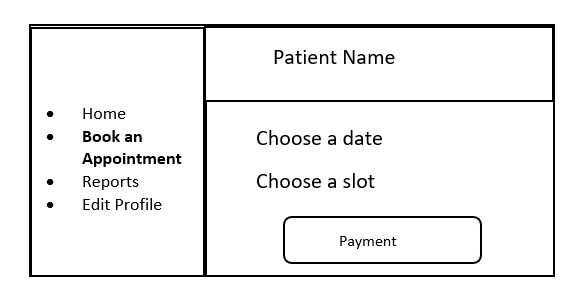 Patient Name
• Home
• Book an
Appointment
• Reports
• Edit Profile
Choose a date
Choose a slot
Payment